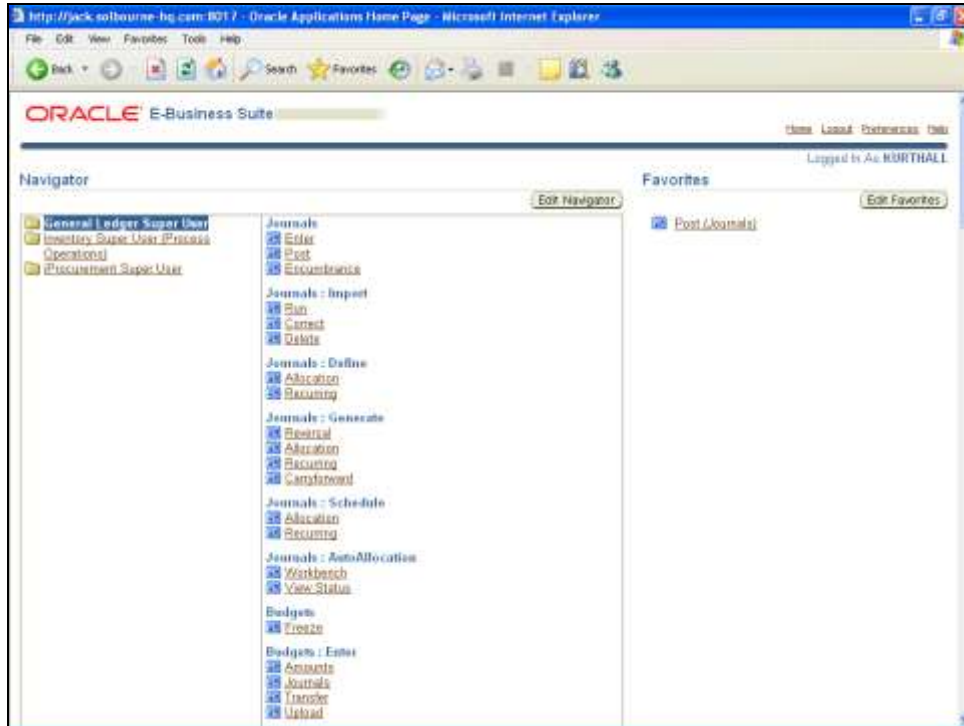 http://jack.solbourne-hq.com:8017 - Oracle Applications Home Page - Microsoft Internet Explorer
File Edit View Favorites Tools Help
Back Search Favorites
ORACLE E-Business Suite
Home Logout Preferences Help
Logged In As KURTHALL
Navigator
Edit Navigator
General Ledger Super User
Inventory Super User (Process
Operations)
iProcurement Super User
Journals
Enter
Post
Encumbrance
Journals : Import
Run
Correct
Delete
Journals : Define
Allocation
Recurring
Journals : Generate
Reversal
Allocation
Recurring
Carryforward
Journals : Schedule
Allocation
Recurring
Journals : AutoAllocation
Workbench
View Status
Budgets
Freeze
Budgets : Enter
Amounts
Journals
Transfer
Upload
Favorites
Edit Favorites
Post (Journals)